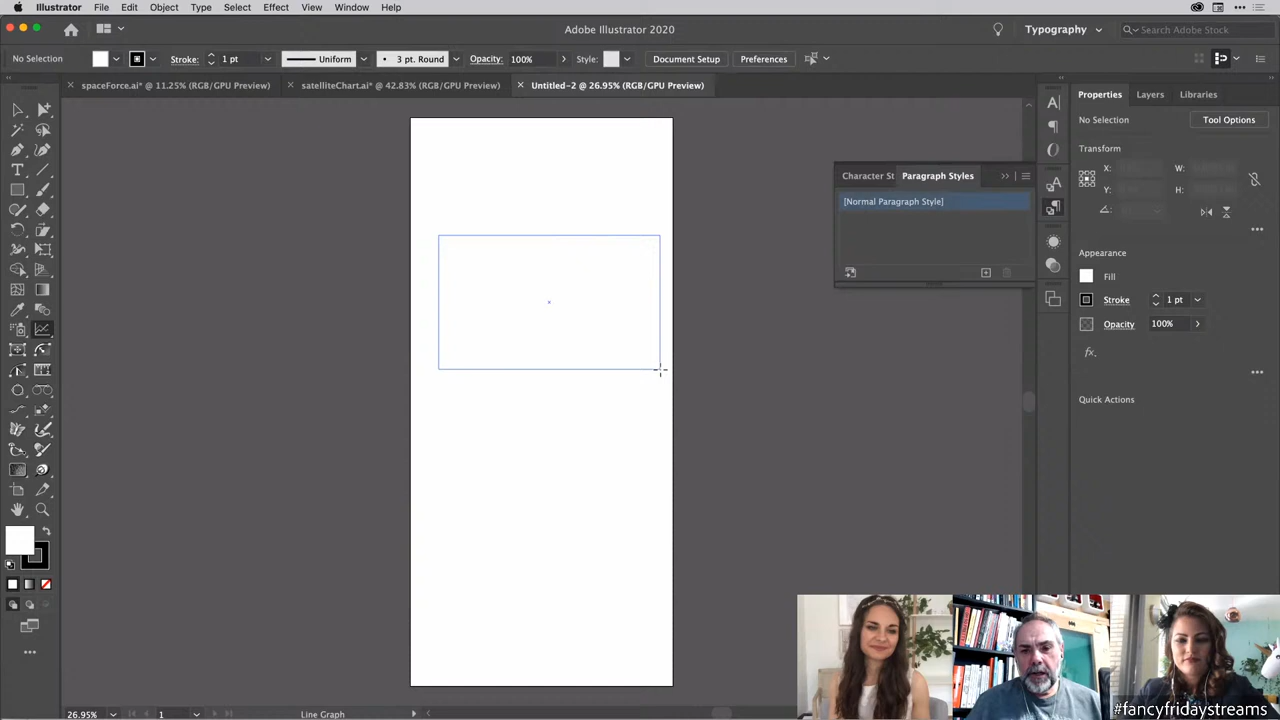 Illustrator File Edit Object Type Select Effect View Window Help
Adobe Illustrator 2020
Typography
Search Adobe Stock
No Selection
Stroke:
1 pt
Uniform
3 pt. Round
Opacity:
100%
Style:
Document Setup
Preferences
spaceForce.ai* @ 11.25% (RGB/GPU Preview)
satelliteChart.ai* @ 42.83% (RGB/GPU Preview)
Untitled-2 @ 26.95% (RGB/GPU Preview)
Properties
Layers
Libraries
No Selection
Tool Options
Transform
X:
W:
Y:
H:
Character St
Paragraph Styles
[Normal Paragraph Style]
Appearance
Fill
Stroke
1 pt
Opacity
100%
fx.
Quick Actions
26.95%
1
Line Graph
#fancyfridaystreams